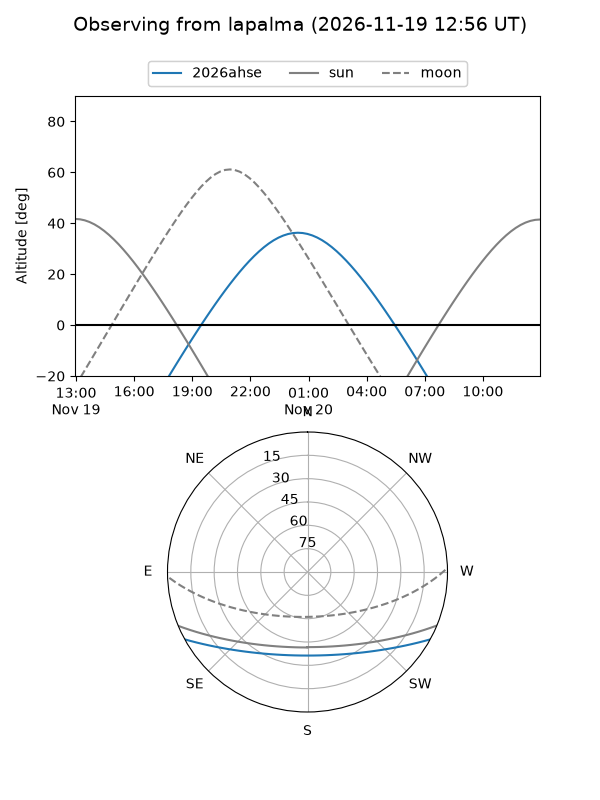 Observing from lapalma (2026-11-19 12:56 UT)
2026ahse sun moon
Altitude [deg]
80
60
40
20
0
−20
13:00 16:00 19:00 22:00 01:00 04:00 07:00 10:00
Nov 19 Nov 20
N
NE NW
15
30
45
60
75
E W
SE SW
S